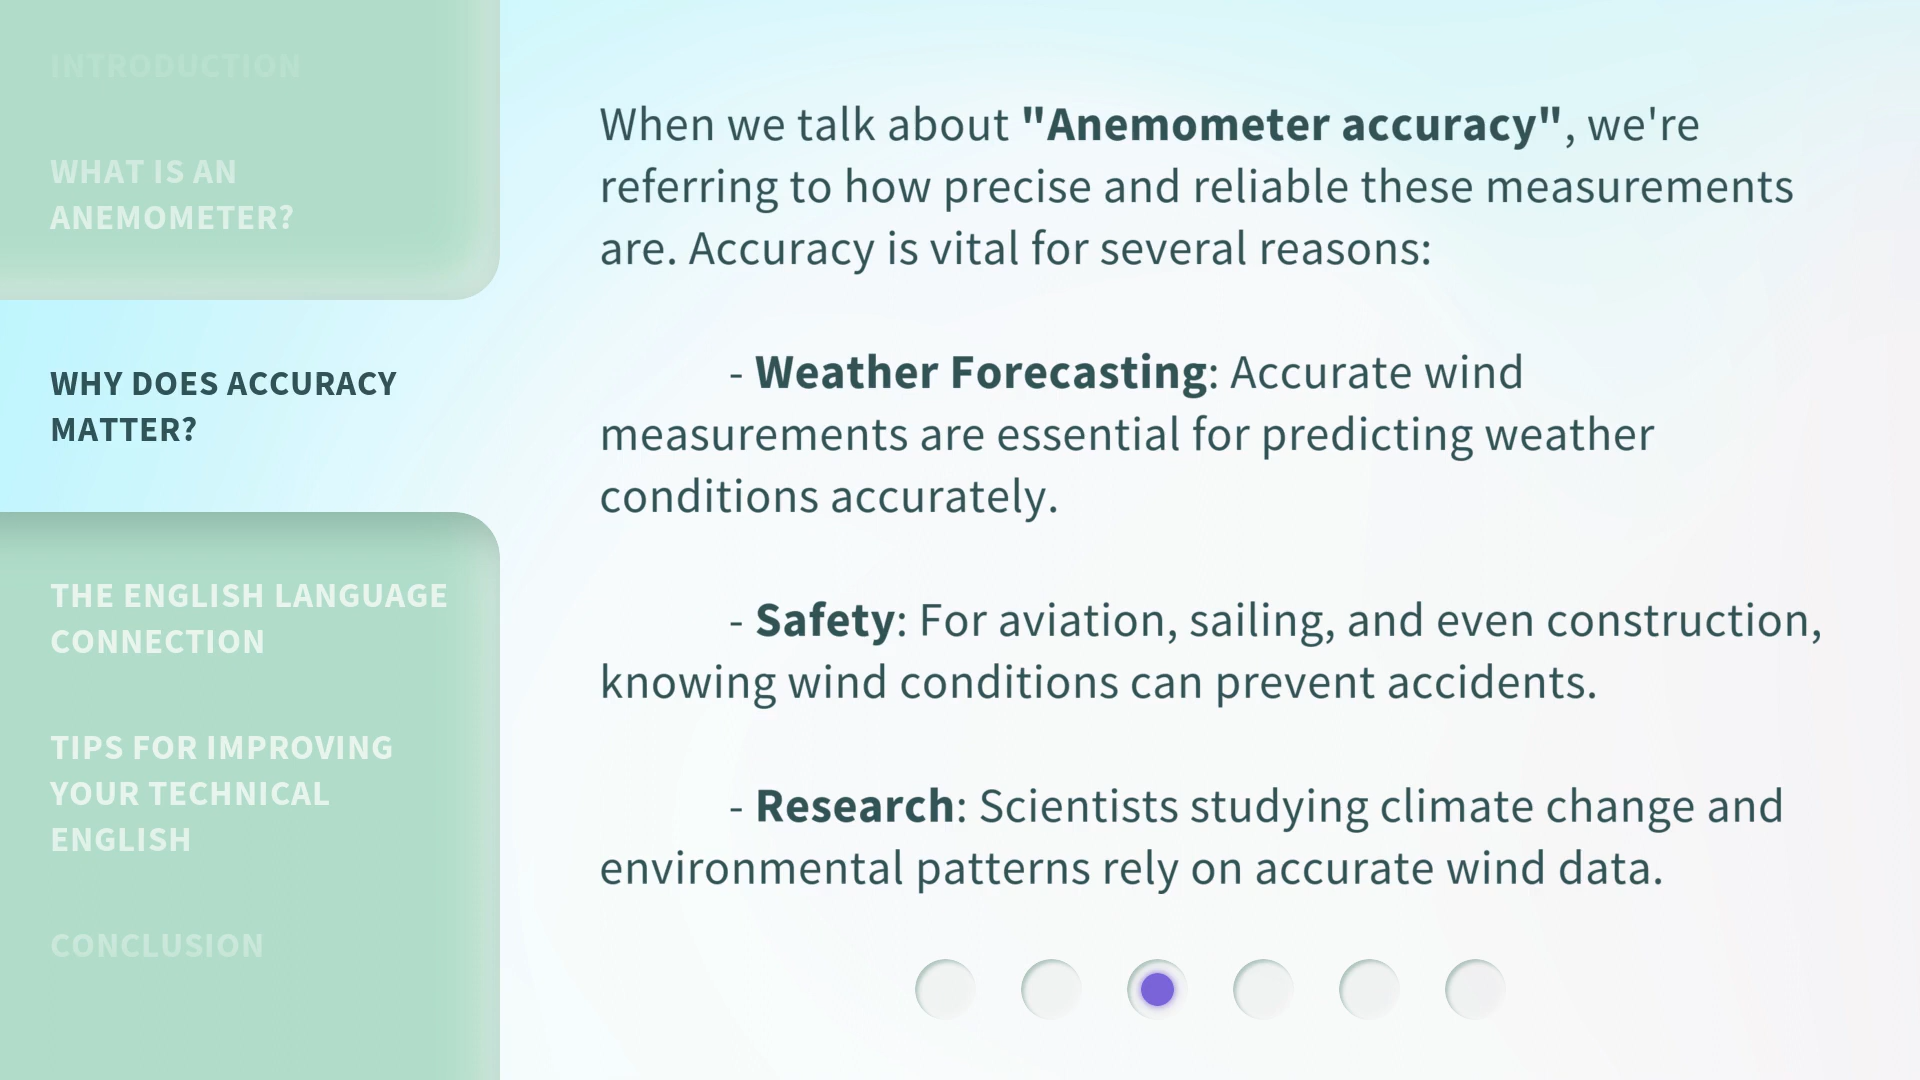 INTRODUCTION
WHAT IS AN
ANEMOMETER?
WHY DOES ACCURACY
MATTER?
THE ENGLISH LANGUAGE
CONNECTION
TIPS FOR IMPROVING
YOUR TECHNICAL
ENGLISH
CONCLUSION
When we talk about "Anemometer accuracy", we're
referring to how precise and reliable these measurements
are. Accuracy is vital for several reasons:
- Weather Forecasting: Accurate wind
measurements are essential for predicting weather
conditions accurately.
- Safety: For aviation, sailing, and even construction,
knowing wind conditions can prevent accidents.
- Research: Scientists studying climate change and
environmental patterns rely on accurate wind data.